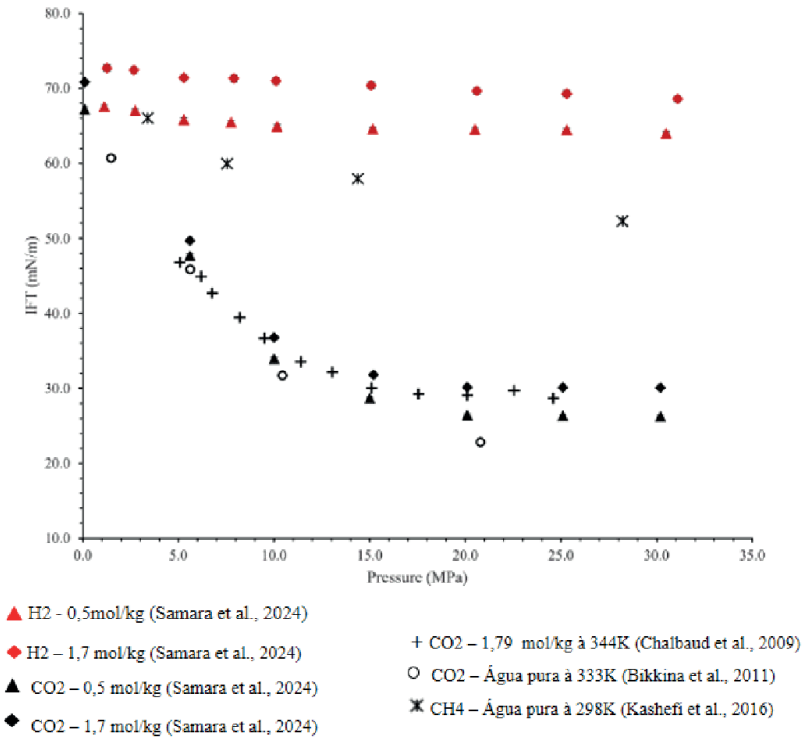 80.0
70.0
60.0
50.0
40.0
30.0
20.0
10.0
IFT (mN/m)
0.0 5.0 10.0 15.0 20.0 25.0 30.0 35.0
Pressure (MPa)
H2 - 0,5mol/kg (Samara et al., 2024)
H2 – 1,7 mol/kg (Samara et al., 2024)
CO2 – 0,5 mol/kg (Samara et al., 2024)
CO2 – 1,7 mol/kg (Samara et al., 2024)
CO2 – 1,79 mol/kg à 344K (Chalbaud et al., 2009)
CO2 – Água pura à 333K (Bikkina et al., 2011)
CH4 – Água pura à 298K (Kashefi et al., 2016)